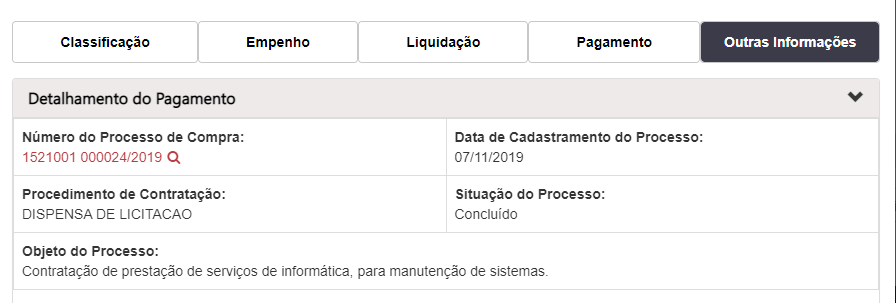 Classificação
Empenho
Liquidação
Pagamento
Outras Informações
Detalhamento do Pagamento
Número do Processo de Compra:
1521001 000024/2019
Data de Cadastramento do Processo:
07/11/2019
Procedimento de Contratação:
DISPENSA DE LICITACAO
Situação do Processo:
Concluído
Objeto do Processo:
Contratação de prestação de serviços de informática, para manutenção de sistemas.